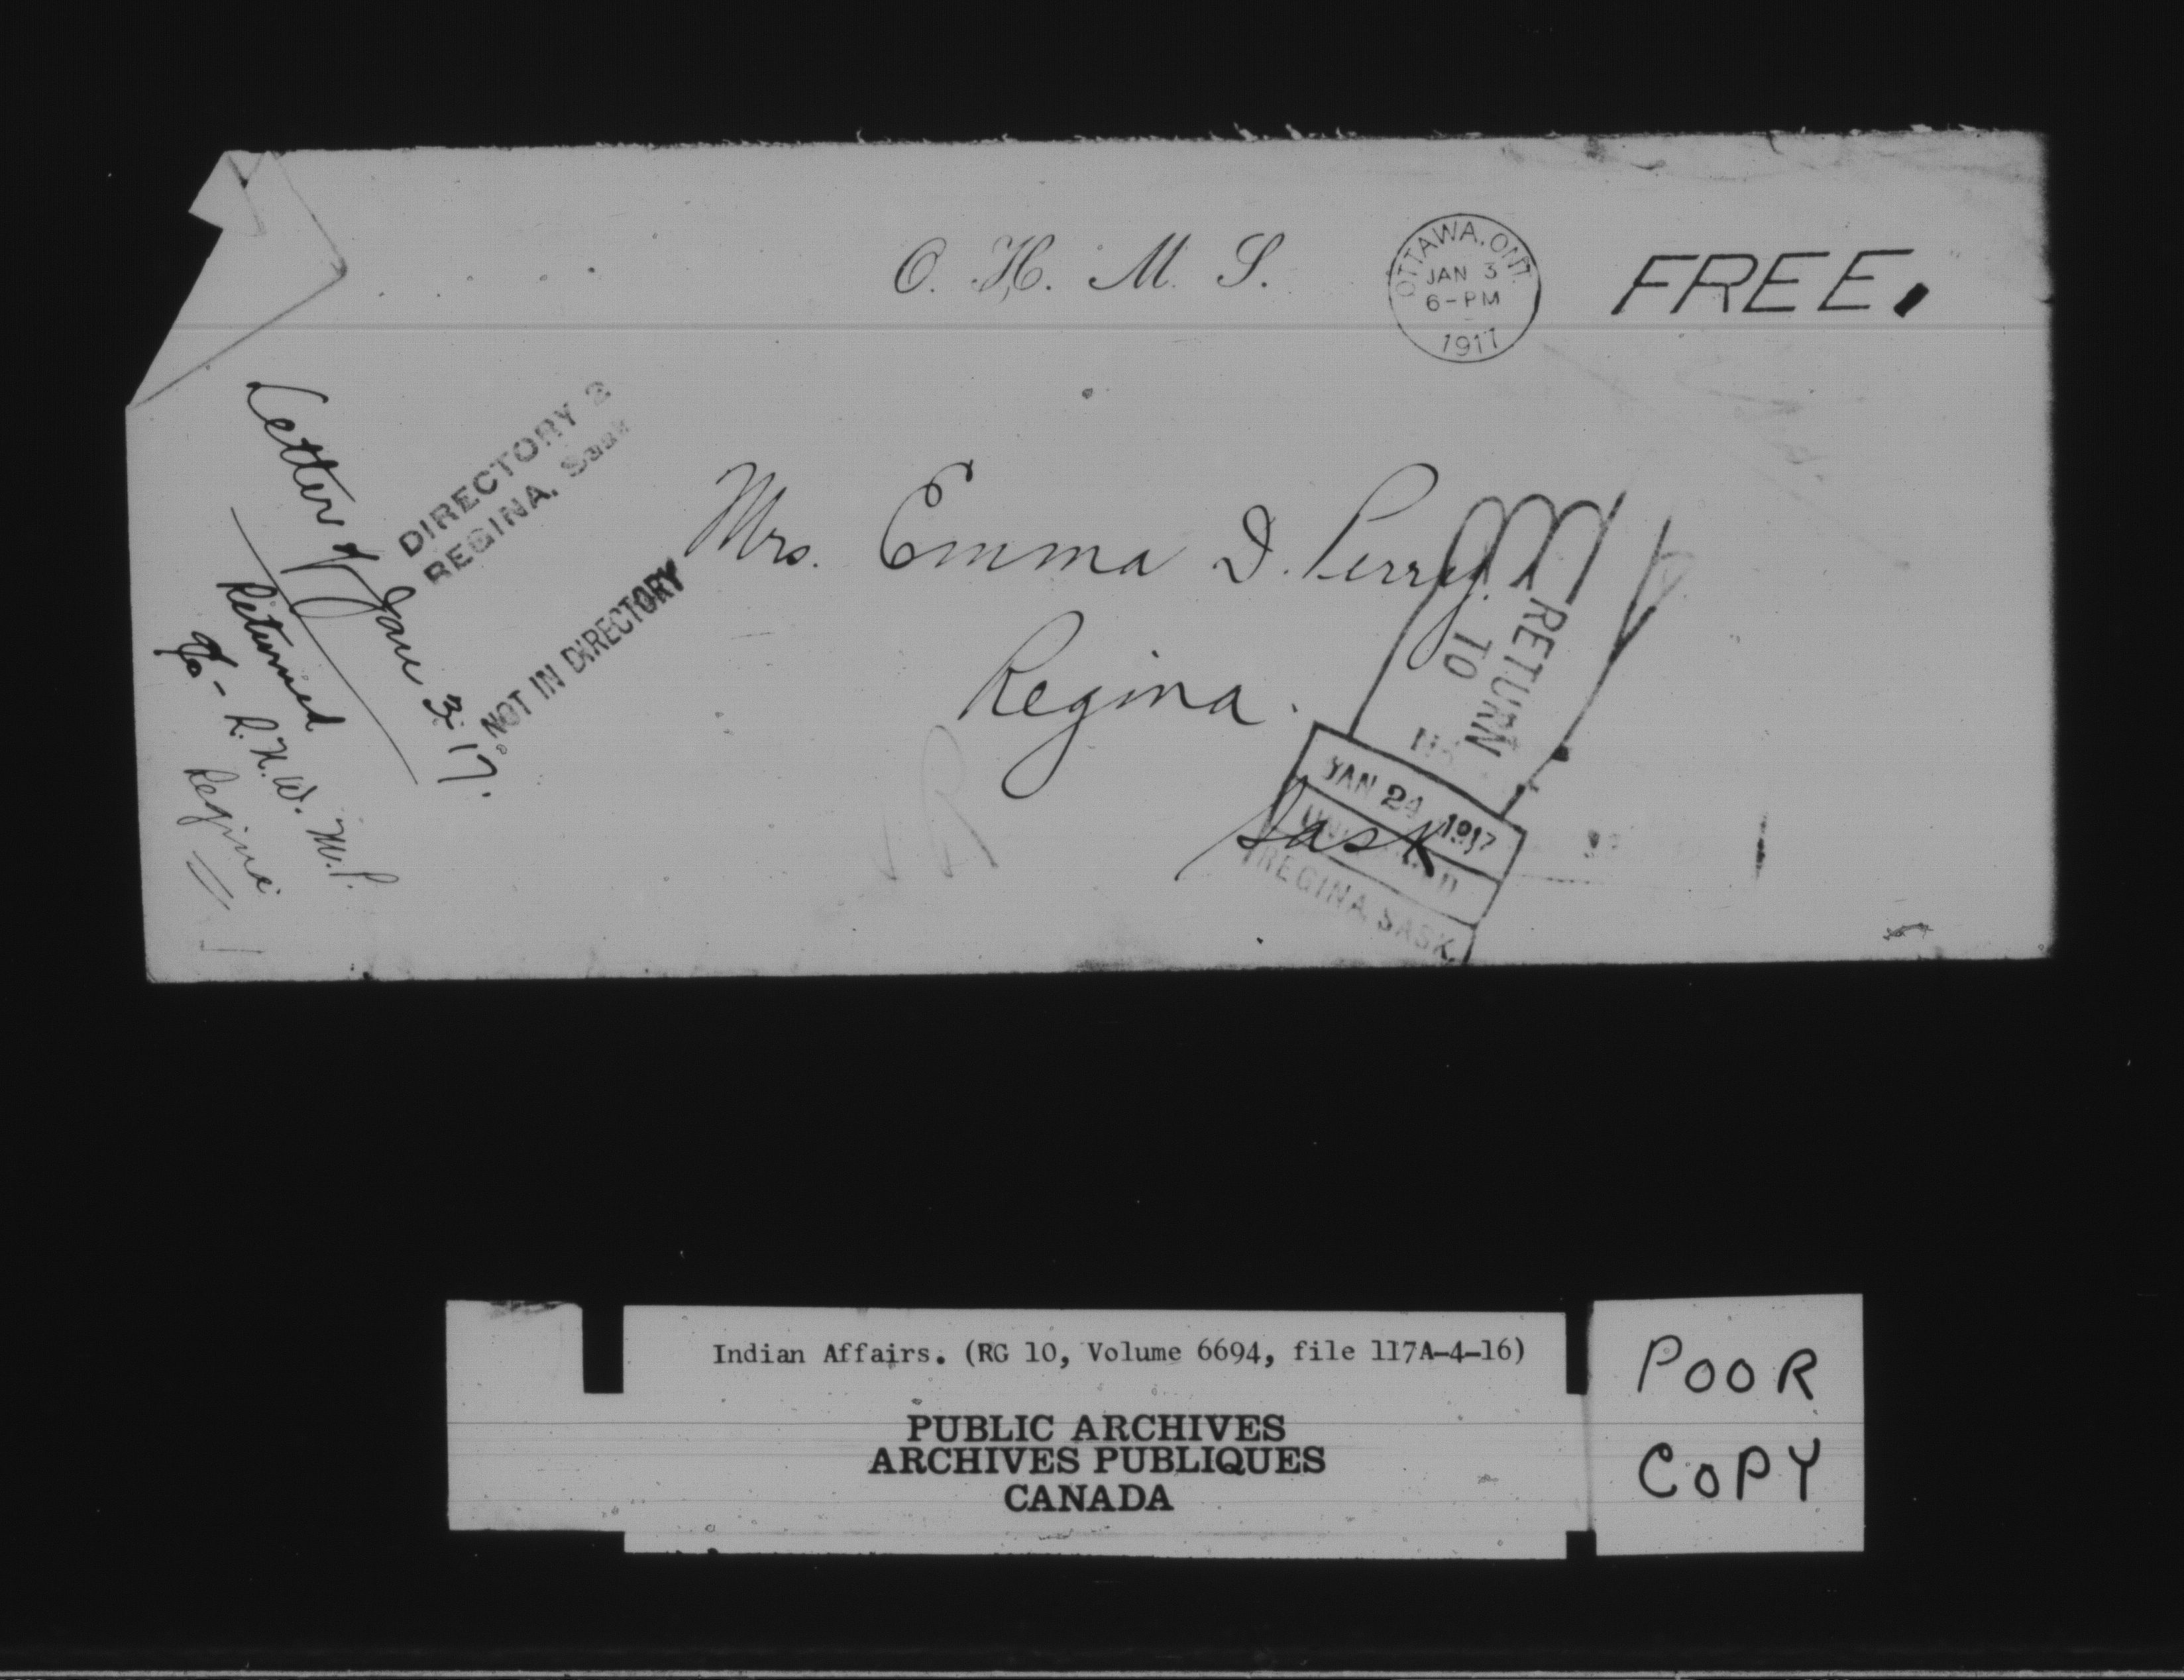 O. H. M. S.
OTTAWA, ONT.
JAN 3
6-PM
1917
FREE.
Letter of Jan 3-17.
Returned
R. N. W. M. P.
Regina
DIRECTORY 2
REGINA, Sask
NOT IN DIRECTORY
Mrs. Emma D. Perry
Regina.
Sask
RETURN
TO
JAN 24 1917
REGINA, SASK.
Indian Affairs. (RG 10, Volume 6694, file 117A-4-16)
PUBLIC ARCHIVES
ARCHIVES PUBLIQUES
CANADA
POOR
COPY